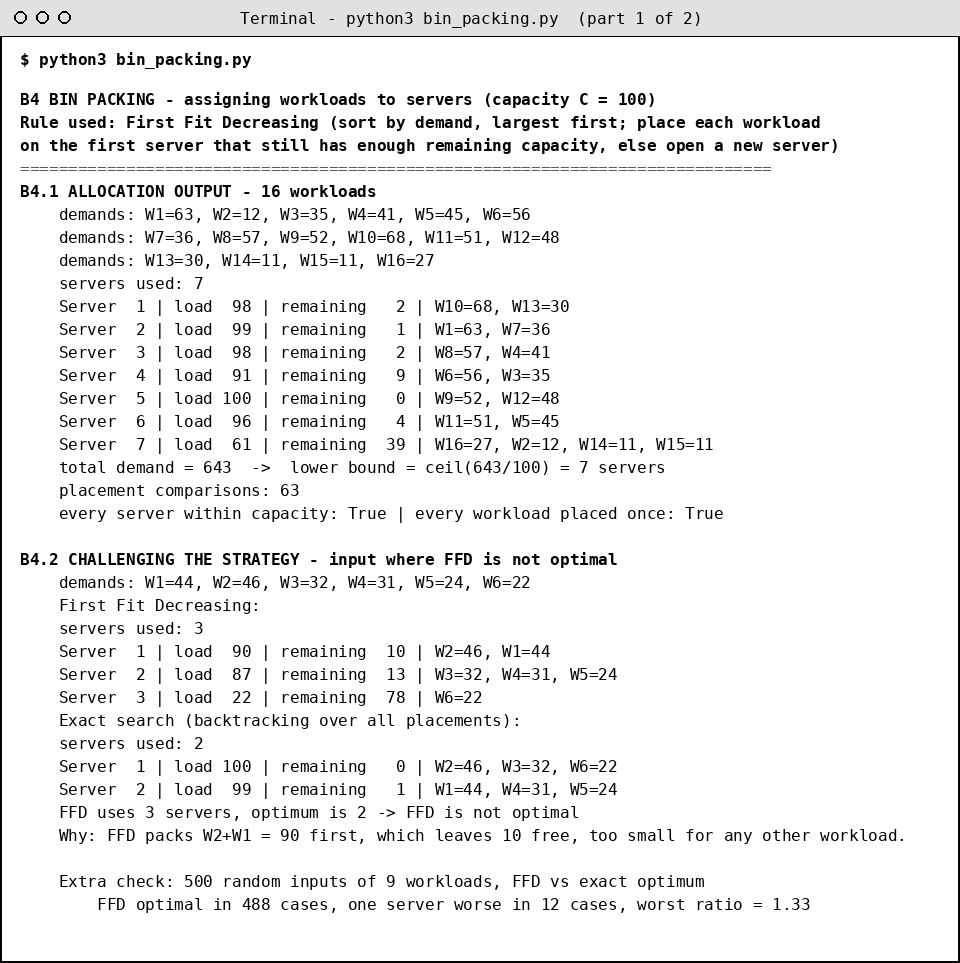 Terminal - python3 bin_packing.py  (part 1 of 2)
$ python3 bin_packing.py
B4 BIN PACKING - assigning workloads to servers (capacity C = 100)
Rule used: First Fit Decreasing (sort by demand, largest first; place each workload
on the first server that still has enough remaining capacity, else open a new server)
==============================================================================
B4.1 ALLOCATION OUTPUT - 16 workloads
    demands: W1=63, W2=12, W3=35, W4=41, W5=45, W6=56
    demands: W7=36, W8=57, W9=52, W10=68, W11=51, W12=48
    demands: W13=30, W14=11, W15=11, W16=27
    servers used: 7
    Server  1 | load  98 | remaining   2 | W10=68, W13=30
    Server  2 | load  99 | remaining   1 | W1=63, W7=36
    Server  3 | load  98 | remaining   2 | W8=57, W4=41
    Server  4 | load  91 | remaining   9 | W6=56, W3=35
    Server  5 | load 100 | remaining   0 | W9=52, W12=48
    Server  6 | load  96 | remaining   4 | W11=51, W5=45
    Server  7 | load  61 | remaining  39 | W16=27, W2=12, W14=11, W15=11
    total demand = 643  ->  lower bound = ceil(643/100) = 7 servers
    placement comparisons: 63
    every server within capacity: True | every workload placed once: True
B4.2 CHALLENGING THE STRATEGY - input where FFD is not optimal
    demands: W1=44, W2=46, W3=32, W4=31, W5=24, W6=22
    First Fit Decreasing:
    servers used: 3
    Server  1 | load  90 | remaining  10 | W2=46, W1=44
    Server  2 | load  87 | remaining  13 | W3=32, W4=31, W5=24
    Server  3 | load  22 | remaining  78 | W6=22
    Exact search (backtracking over all placements):
    servers used: 2
    Server  1 | load 100 | remaining   0 | W2=46, W3=32, W6=22
    Server  2 | load  99 | remaining   1 | W1=44, W4=31, W5=24
    FFD uses 3 servers, optimum is 2 -> FFD is not optimal
    Why: FFD packs W2+W1 = 90 first, which leaves 10 free, too small for any other workload.
    Extra check: 500 random inputs of 9 workloads, FFD vs exact optimum
        FFD optimal in 488 cases, one server worse in 12 cases, worst ratio = 1.33